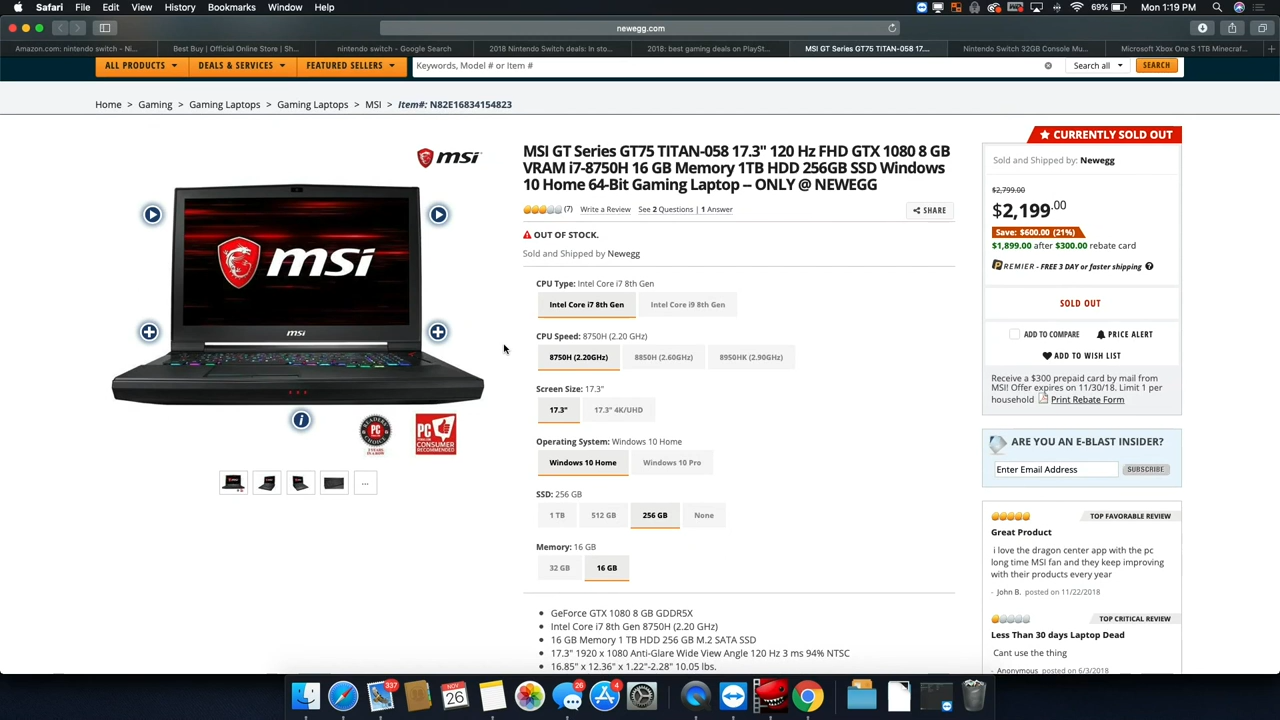 Safari File Edit View History Bookmarks Window Help
69% Mon 1:19 PM
newegg.com
Amazon.com: nintendo switch - Ni...
Best Buy | Official Online Store | Sh...
nintendo switch - Google Search
2018 Nintendo Switch deals: In sto...
2018: best gaming deals on PlaySt...
MSI GT Series GT75 TITAN-058 17....
Nintendo Switch 32GB Console Mu...
Microsoft Xbox One S 1TB Minecraf...
ALL PRODUCTS
DEALS & SERVICES
FEATURED SELLERS
Keywords, Model # or Item #
Search all
SEARCH
Home > Gaming > Gaming Laptops > Gaming Laptops > MSI > Item#: N82E16834154823
msi
msi
msi
MSI GT Series GT75 TITAN-058 17.3" 120 Hz FHD GTX 1080 8 GB
VRAM i7-8750H 16 GB Memory 1TB HDD 256GB SSD Windows
10 Home 64-Bit Gaming Laptop -- ONLY @ NEWEGG
(7) Write a Review See 2 Questions | 1 Answer
SHARE
OUT OF STOCK.
Sold and Shipped by Newegg
CPU Type: Intel Core i7 8th Gen
Intel Core i7 8th Gen
Intel Core i9 8th Gen
CPU Speed: 8750H (2.20 GHz)
8750H (2.20GHz)
8850H (2.60GHz)
8950HK (2.90GHz)
Screen Size: 17.3"
17.3"
17.3" 4K/UHD
Operating System: Windows 10 Home
Windows 10 Home
Windows 10 Pro
SSD: 256 GB
1 TB
512 GB
256 GB
None
Memory: 16 GB
32 GB
16 GB
GeForce GTX 1080 8 GB GDDR5X
Intel Core i7 8th Gen 8750H (2.20 GHz)
16 GB Memory 1 TB HDD 256 GB M.2 SATA SSD
17.3" 1920 x 1080 Anti-Glare Wide View Angle 120 Hz 3 ms 94% NTSC
16.85" x 12.36" x 1.22"-2.28" 10.05 lbs.
CURRENTLY SOLD OUT
Sold and Shipped by: Newegg
$2,799.00
$2,199.00
Save: $600.00 (21%)
$1,899.00 after $300.00 rebate card
PREMIER - FREE 3 DAY or faster shipping
SOLD OUT
ADD TO COMPARE
PRICE ALERT
ADD TO WISH LIST
Receive a $300 prepaid card by mail from
MSI! Offer expires on 11/30/18. Limit 1 per
household Print Rebate Form
ARE YOU AN E-BLAST INSIDER?
Enter Email Address
SUBSCRIBE
TOP FAVORABLE REVIEW
Great Product
i love the dragon center app with the pc
long time MSI fan and they keep improving
with their products every year
- John B. posted on 11/22/2018
TOP CRITICAL REVIEW
Less Than 30 days Laptop Dead
Cant use the thing
- Anonymous posted on 6/3/2018
337
NOV
26
26
4